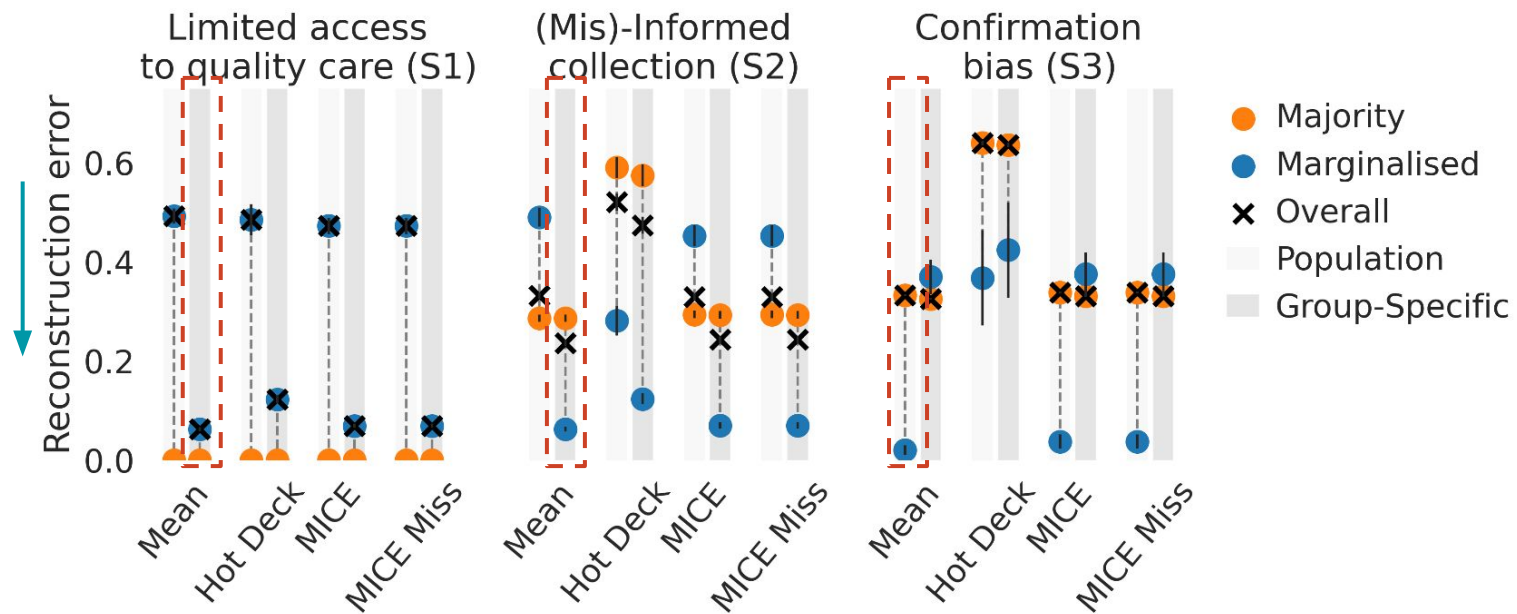 Limited access
to quality care (S1)
(Mis)-Informed
collection (S2)
Confirmation
bias (S3)
Reconstruction error
0.6
0.4
0.2
0.0
Mean
Hot Deck
MICE
MICE Miss
Mean
Hot Deck
MICE
MICE Miss
Mean
Hot Deck
MICE
MICE Miss
Majority
Marginalised
Overall
Population
Group-Specific